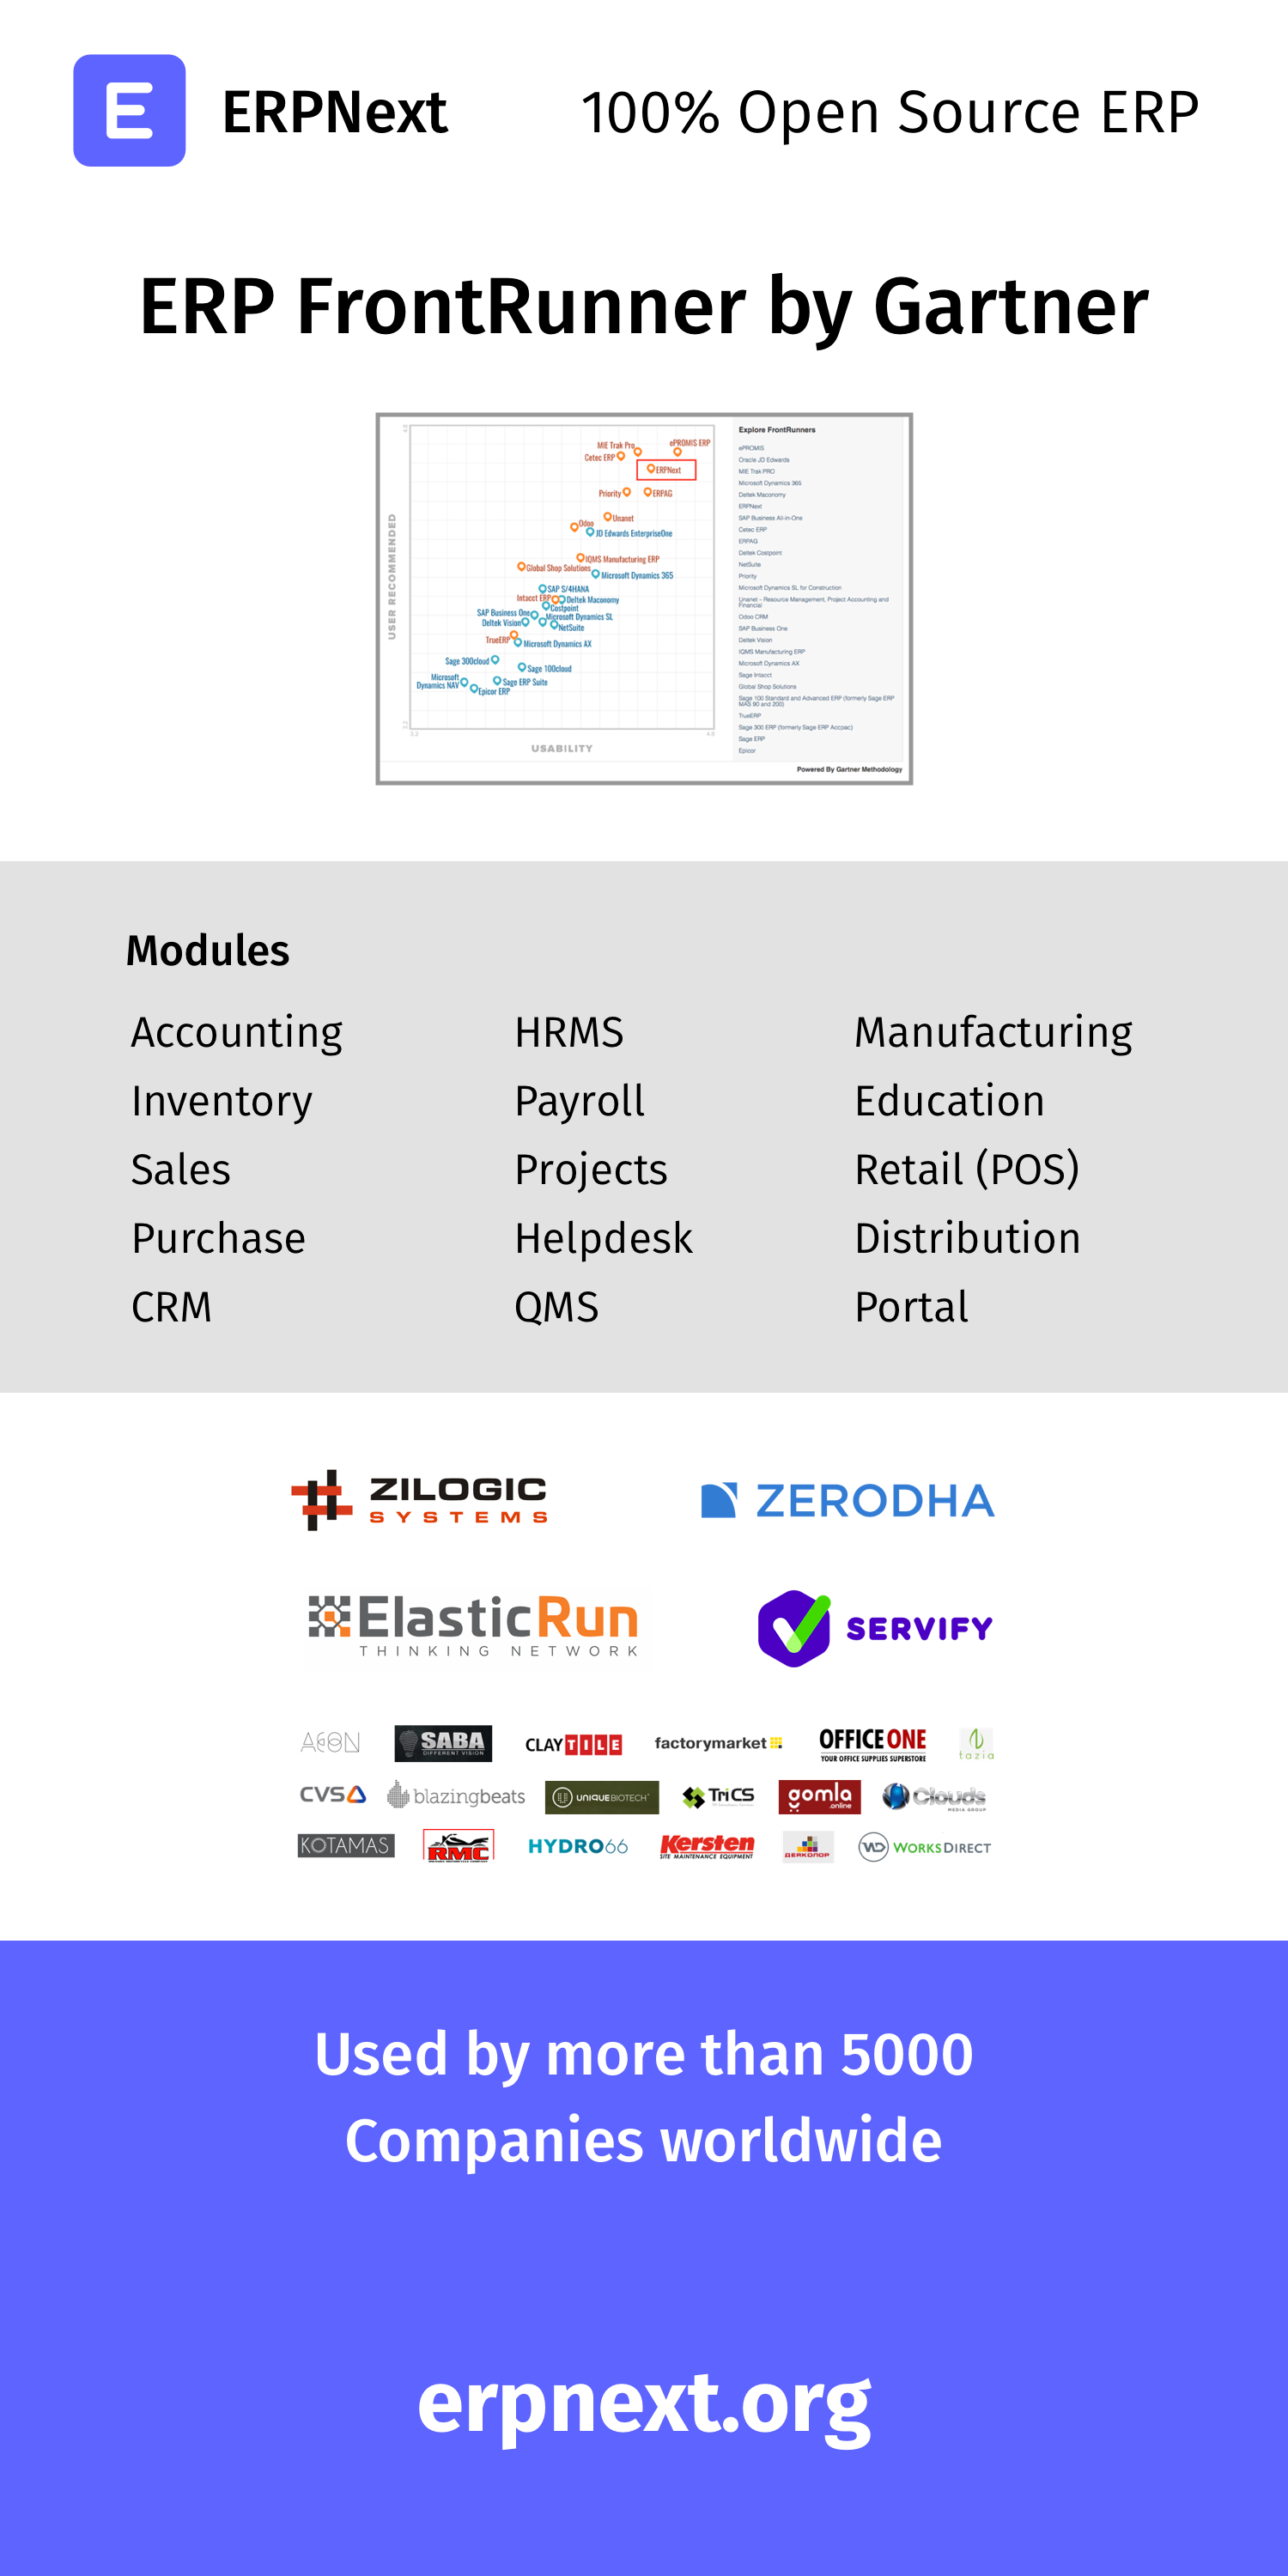 E
ERPNext
100% Open Source ERP
ERP FrontRunner by Gartner
USER RECOMMENDED
MIE Trak Pro
ePROMIS ERP
Cetec ERP
ERPNext
Priority
ERPAG
Unanet
Odoo
JD Edwards EnterpriseOne
IQMS Manufacturing ERP
Global Shop Solutions
Microsoft Dynamics 365
SAP S/4HANA
Intacct ERP
Deltek Maconomy
Costpoint
SAP Business One
Microsoft Dynamics SL
Deltek Vision
NetSuite
TrueERP
Microsoft Dynamics AX
Sage 300cloud
Sage 100cloud
Microsoft
Dynamics NAV
Sage ERP Suite
Epicor ERP
3.2
4.8
USABILITY
Explore FrontRunners
ePROMIS
Oracle JD Edwards
MIE Trak PRO
Microsoft Dynamics 365
Deltek Maconomy
ERPNext
SAP Business All-in-One
Cetec ERP
ERPAG
Deltek Costpoint
NetSuite
Priority
Microsoft Dynamics SL for Construction
Unanet – Resource Management, Project Accounting and
Financial
Odoo CRM
SAP Business One
Deltek Vision
IQMS Manufacturing ERP
Microsoft Dynamics AX
Sage Intacct
Global Shop Solutions
Sage 100 Standard and Advanced ERP (formerly Sage ERP
MAS 90 and 200)
TrueERP
Sage 300 ERP (formerly Sage ERP Accpac)
Sage ERP
Epicor
Powered By Gartner Methodology
Modules
Accounting
HRMS
Manufacturing
Inventory
Payroll
Education
Sales
Projects
Retail (POS)
Purchase
Helpdesk
Distribution
CRM
QMS
Portal
ZILOGIC
SYSTEMS
ZERODHA
ElasticRun
THINKING NETWORK
SERVIFY
AEON
SABA
DIFFERENT VISION
CLAY TILE
factorymarket
OFFICE ONE
YOUR OFFICE SUPPLIES SUPERSTORE
tazia
CVS
blazingbeats
UNIQUE BIOTECH
TriCS
gomla
.online
Clouds
MEDIA GROUP
KOTAMAS
RMC
HYDRO66
Kersten
SITE MAINTENANCE EQUIPMENT
ДЕАКОЛОР
WD WORKS DIRECT
Used by more than 5000
Companies worldwide
erpnext.org